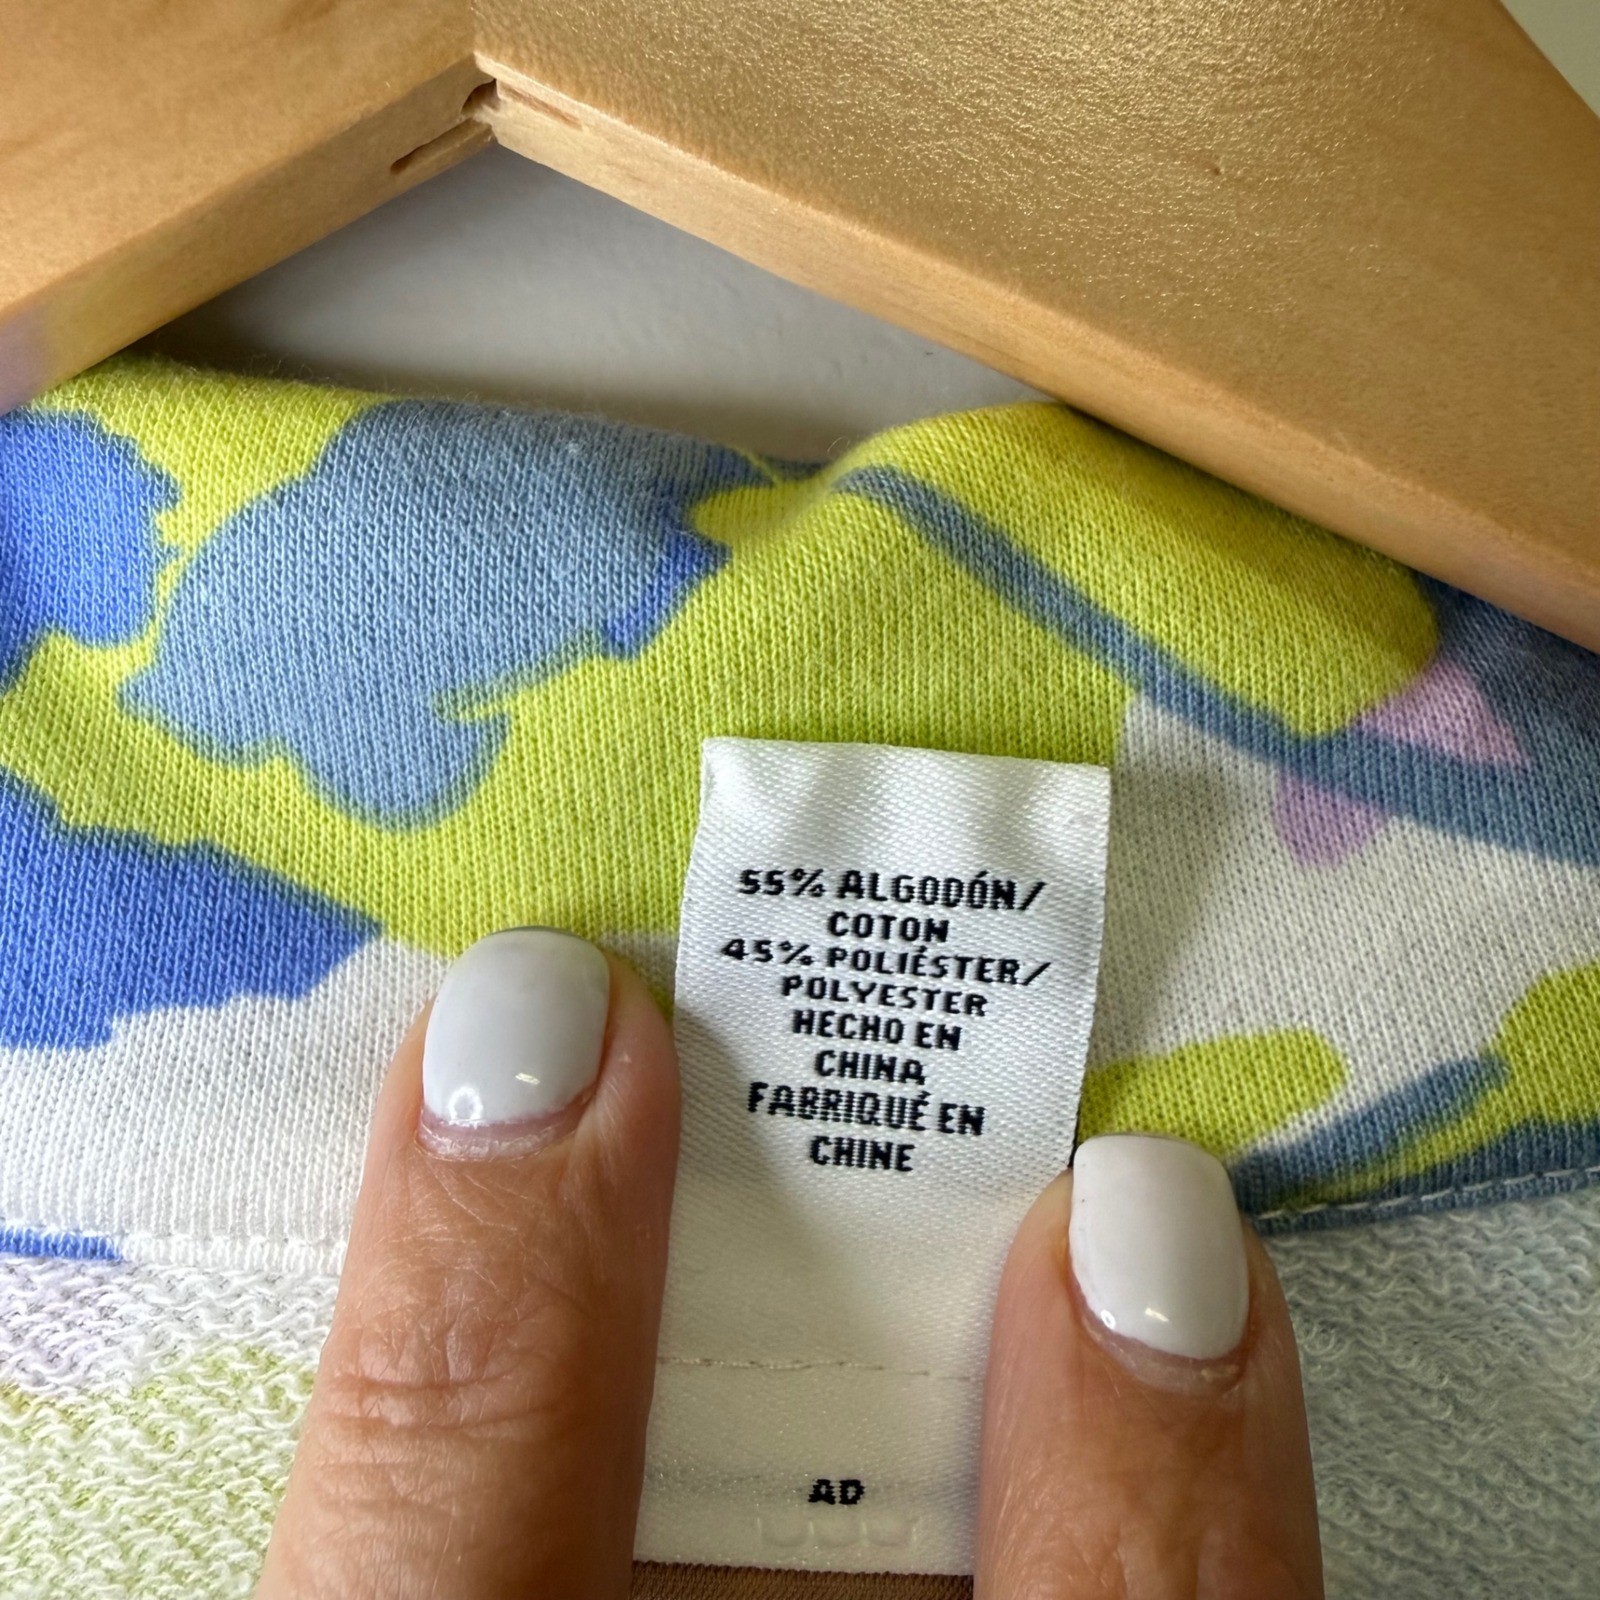 55% ALGODÓN/
COTON
45% POLIÉSTER/
POLYESTER
HECHO EN
CHINA
FABRIQUÉ EN
CHINE
AD